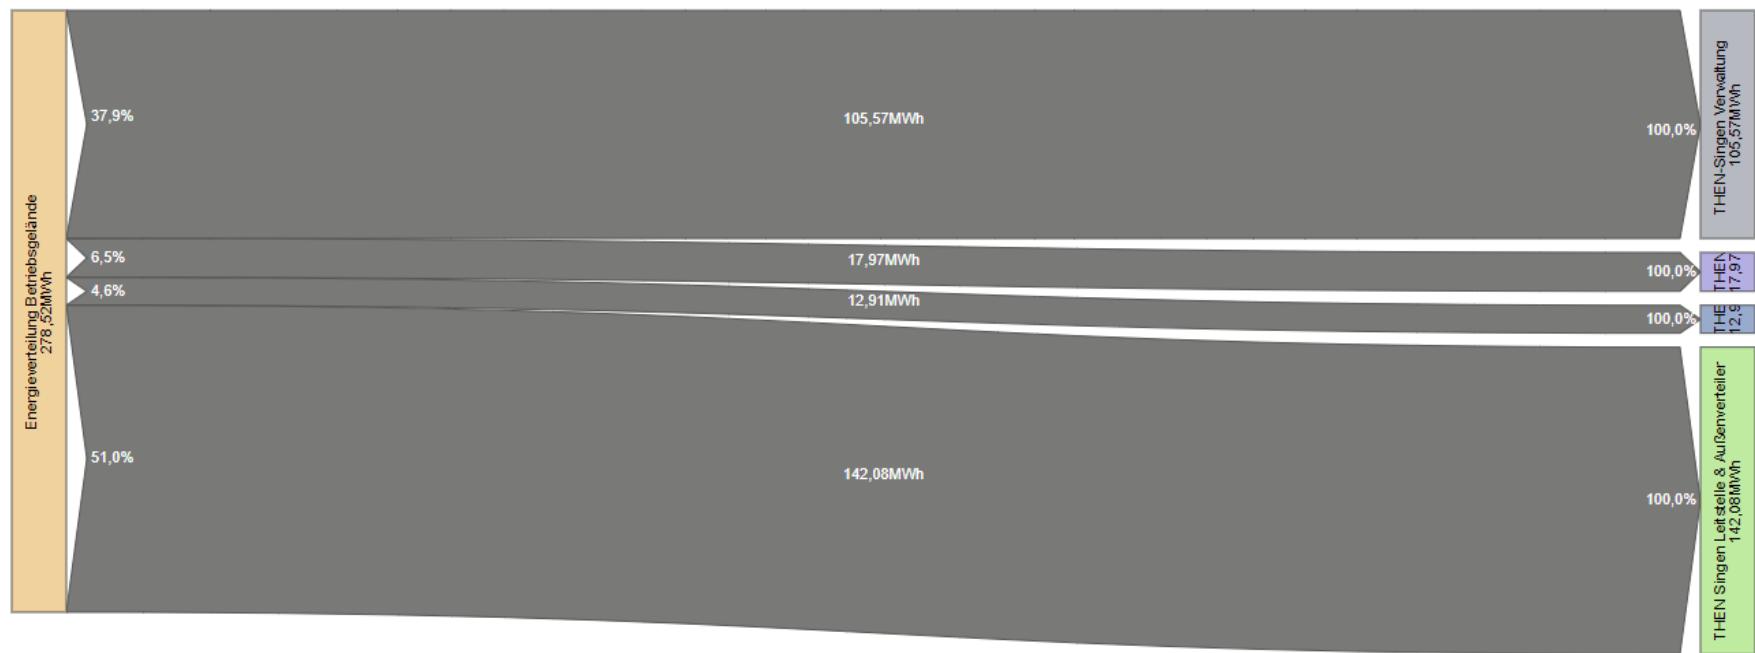 Energieverteilung Betriebsgelände
278,52MWh
37,9%
105,57MWh
100,0%
THEN-Singen Verwaltung
105,57MWh
6,5%
17,97MWh
100,0%
THEN
17,97
4,6%
12,91MWh
100,0%
THE
12,9
51,0%
142,08MWh
100,0%
THEN Singen Leitstelle & Außenverteiler
142,08MWh